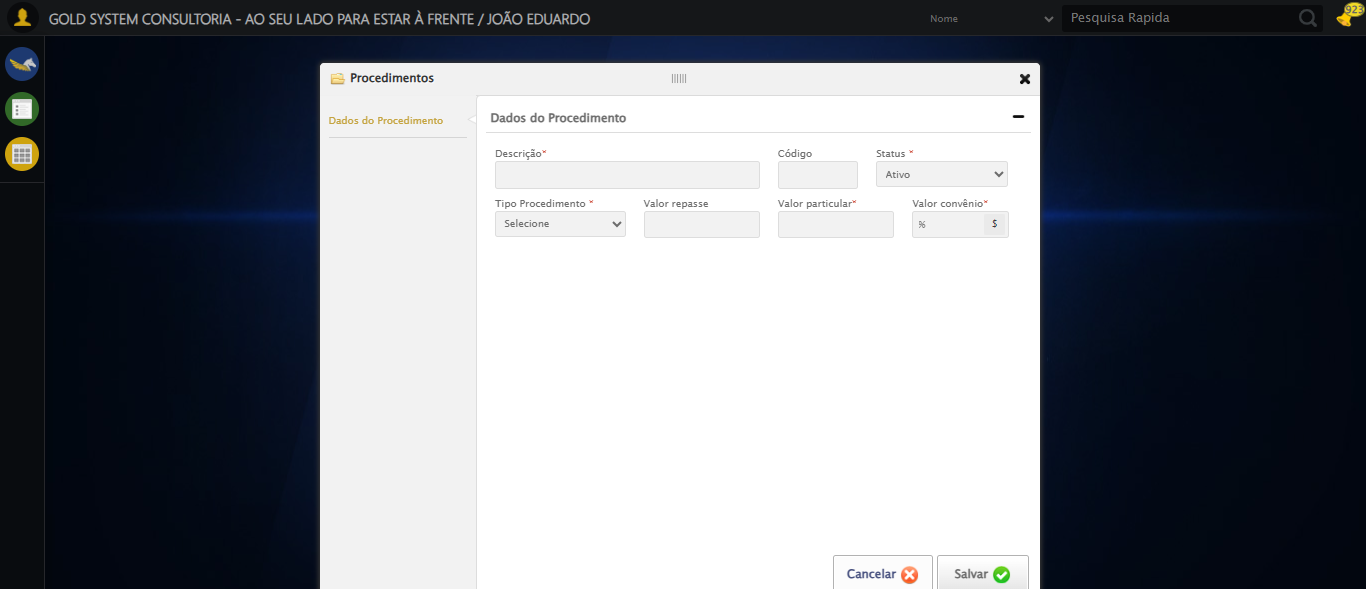 GOLD SYSTEM CONSULTORIA - AO SEU LADO PARA ESTAR À FRENTE / JOÃO EDUARDO
Nome
Pesquisa Rapida
923
Procedimentos
Dados do Procedimento
Dados do Procedimento
Descrição*
Código
Status *
Ativo
Tipo Procedimento *
Valor repasse
Valor particular*
Valor convênio*
Selecione
%
$
Cancelar
Salvar